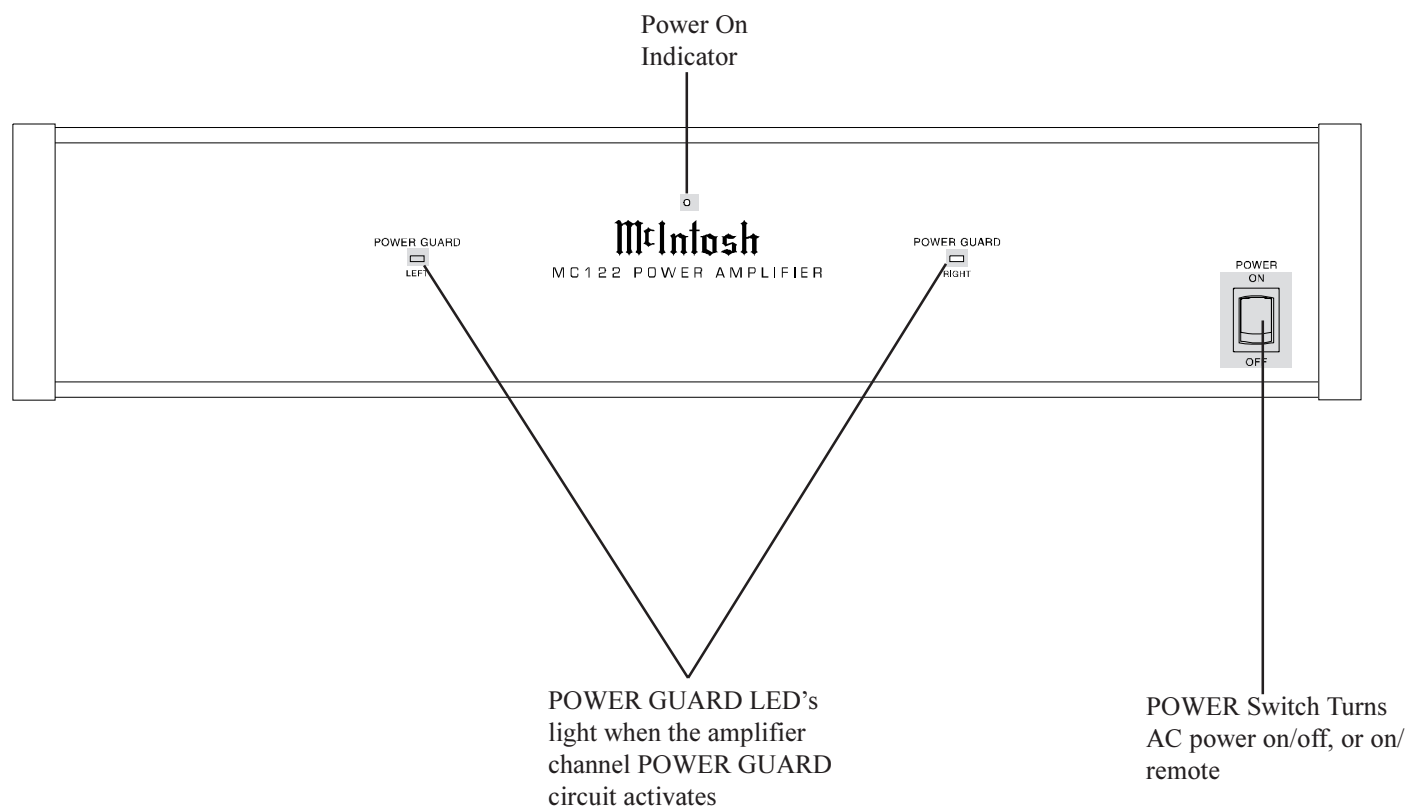 Power On
Indicator
POWER GUARD
LEFT
McIntosh
MC122 POWER AMPLIFIER
POWER GUARD
RIGHT
POWER
ON
OFF
POWER GUARD LED’s
light when the amplifier
channel POWER GUARD
circuit activates
POWER Switch Turns
AC power on/off, or on/
remote